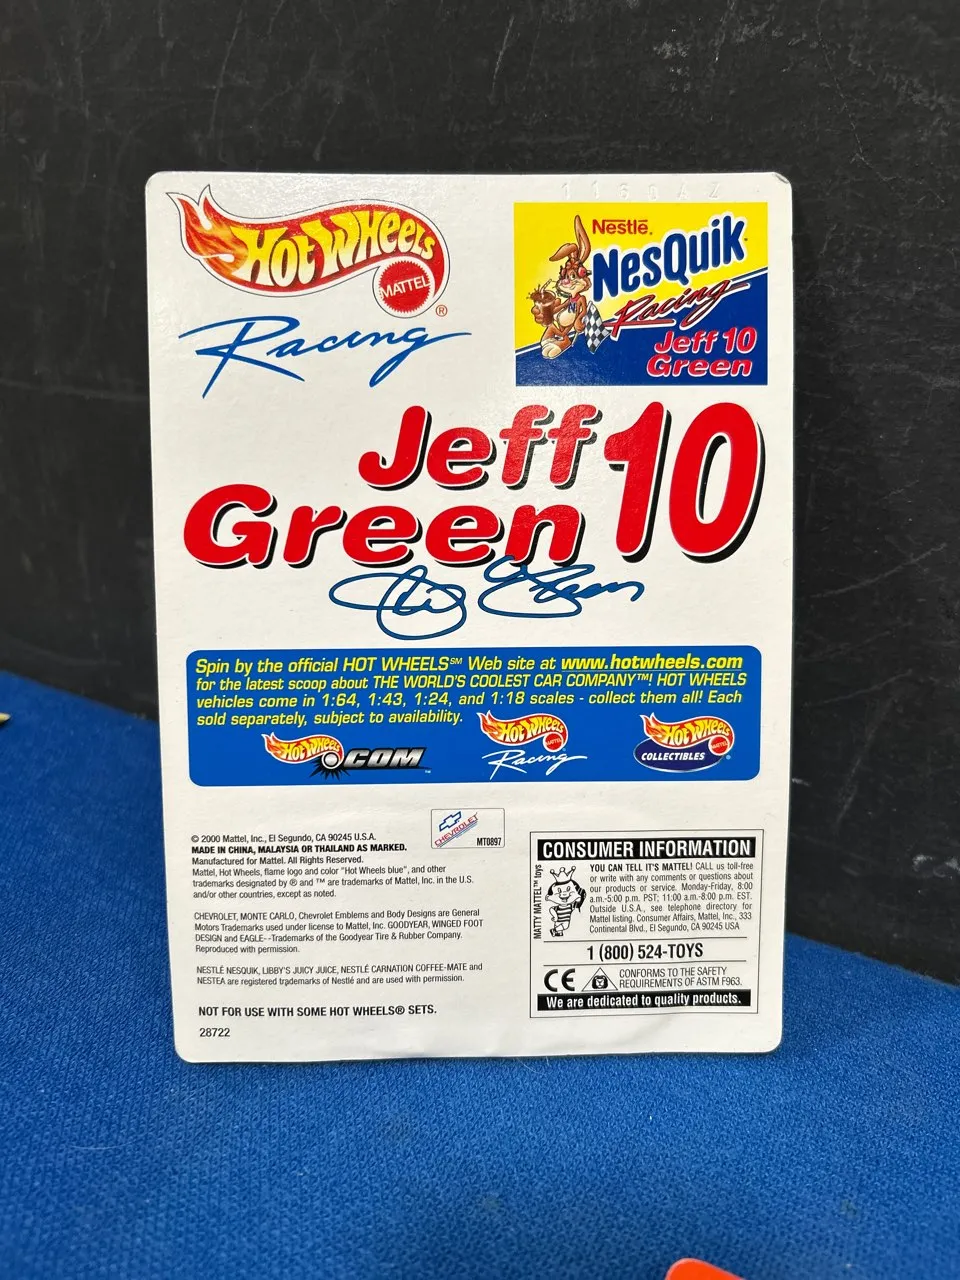 1160AZ
HOT WHEELS
MATTEL
®
Racing
Nestlé.
NesQuik
Racing
Jeff 10
Green
N
Jeff
Green 10
Spin by the official HOT WHEELS℠ Web site at www.hotwheels.com
for the latest scoop about THE WORLD'S COOLEST CAR COMPANY™! HOT WHEELS
vehicles come in 1:64, 1:43, 1:24, and 1:18 scales - collect them all! Each
sold separately, subject to availability.
HOT WHEELS .COM ™
HOT WHEELS MATTEL Racing
HOT WHEELS MATTEL COLLECTIBLES ®
© 2000 Mattel, Inc., El Segundo, CA 90245 U.S.A.
MADE IN CHINA, MALAYSIA OR THAILAND AS MARKED.
Manufactured for Mattel. All Rights Reserved.
Mattel, Hot Wheels, flame logo and color "Hot Wheels blue", and other
trademarks designated by ® and ™ are trademarks of Mattel, Inc. in the U.S.
and/or other countries, except as noted.
CHEVROLET
MT0897
CHEVROLET, MONTE CARLO, Chevrolet Emblems and Body Designs are General
Motors Trademarks used under license to Mattel, Inc. GOODYEAR, WINGED FOOT
DESIGN and EAGLE--Trademarks of the Goodyear Tire & Rubber Company.
Reproduced with permission.
NESTLÉ NESQUIK, LIBBY'S JUICY JUICE, NESTLÉ CARNATION COFFEE-MATE and
NESTEA are registered trademarks of Nestlé and are used with permission.
NOT FOR USE WITH SOME HOT WHEELS® SETS.
28722
CONSUMER INFORMATION
MATTY MATTEL™ toys
YOU CAN TELL IT'S MATTEL! CALL us toll-free
or write with any comments or questions about
our products or service. Monday-Friday, 8:00
a.m.-5:00 p.m. PST; 11:00 a.m.-8:00 p.m. EST.
Outside U.S.A., see telephone directory for
Mattel listing. Consumer Affairs, Mattel, Inc., 333
Continental Blvd., El Segundo, CA 90245 USA
1 (800) 524-TOYS
CE
CONFORMS TO THE SAFETY
REQUIREMENTS OF ASTM F963.
We are dedicated to quality products.